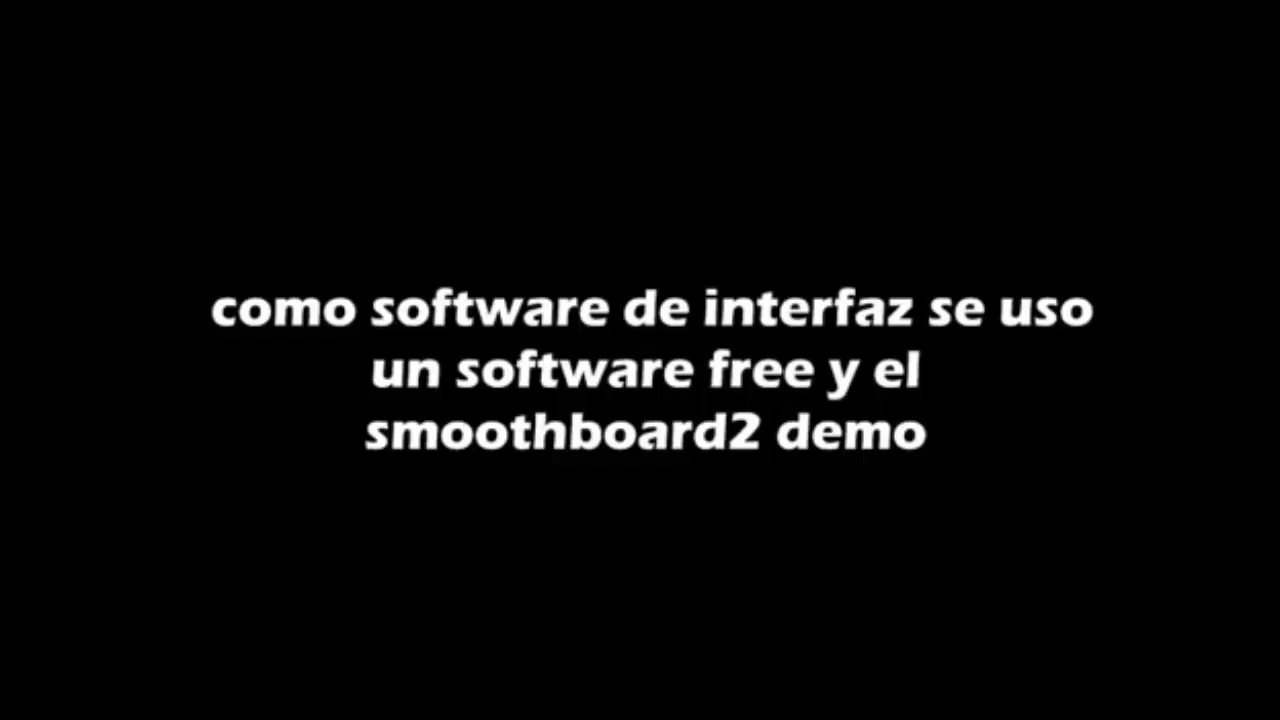 como software de interfaz se uso
un software free y el
smoothboard2 demo